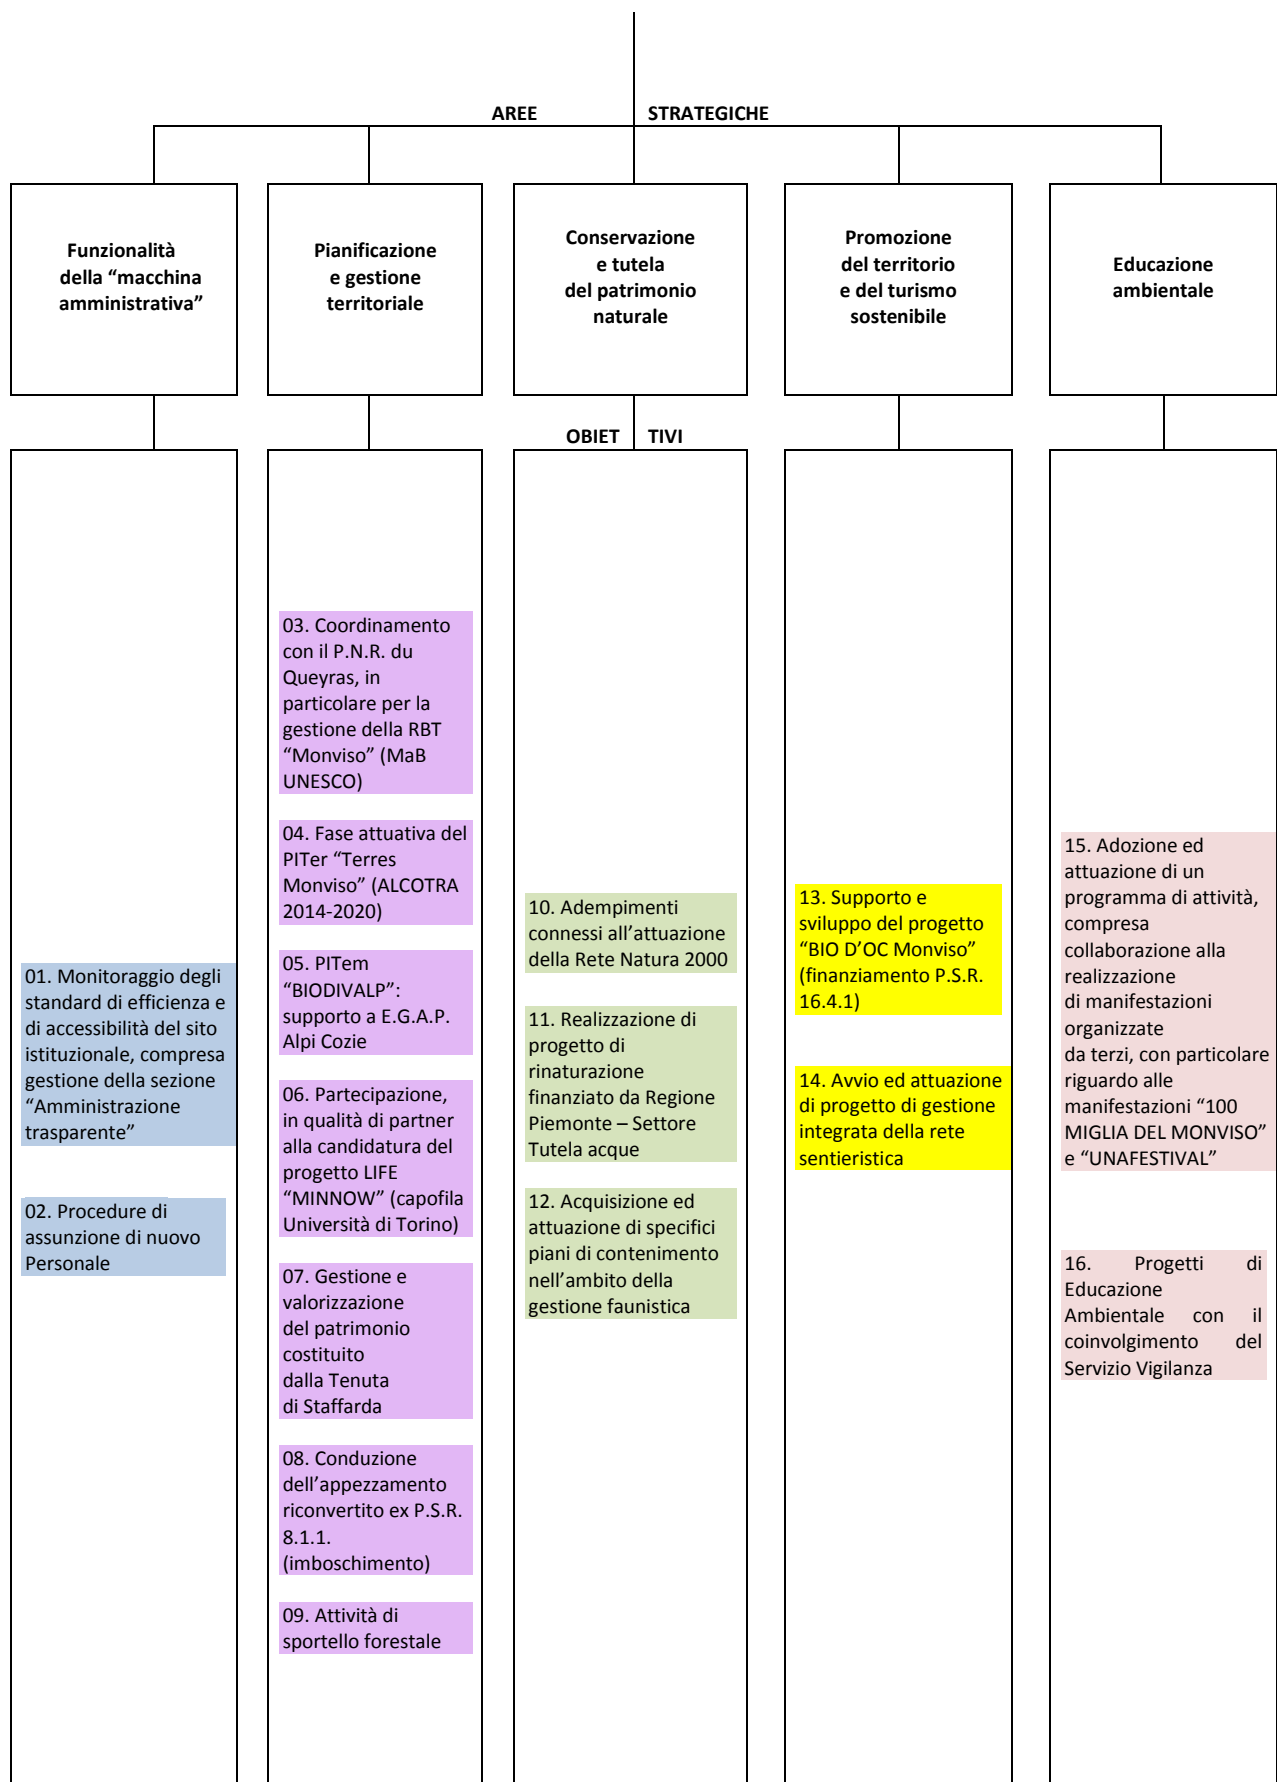 AREE STRATEGICHE
Funzionalità
della “macchina
amministrativa”
Pianificazione
e gestione
territoriale
Conservazione
e tutela
del patrimonio
naturale
Promozione
del territorio
e del turismo
sostenibile
Educazione
ambientale
OBIET TIVI
01. Monitoraggio degli
standard di efficienza e
di accessibilità del sito
istituzionale, compresa
gestione della sezione
“Amministrazione
trasparente”
02. Procedure di
assunzione di nuovo
Personale
03. Coordinamento
con il P.N.R. du
Queyras, in
particolare per la
gestione della RBT
“Monviso” (MaB
UNESCO)
04. Fase attuativa del
PITer “Terres
Monviso” (ALCOTRA
2014-2020)
05. PITem
“BIODIVALP”:
supporto a E.G.A.P.
Alpi Cozie
06. Partecipazione,
in qualità di partner
alla candidatura del
progetto LIFE
“MINNOW” (capofila
Università di Torino)
07. Gestione e
valorizzazione
del patrimonio
costituito
dalla Tenuta
di Staffarda
08. Conduzione
dell’appezzamento
riconvertito ex P.S.R.
8.1.1.
(imboschimento)
09. Attività di
sportello forestale
10. Adempimenti
connessi all’attuazione
della Rete Natura 2000
11. Realizzazione di
progetto di
rinaturazione
finanziato da Regione
Piemonte – Settore
Tutela acque
12. Acquisizione ed
attuazione di specifici
piani di contenimento
nell’ambito della
gestione faunistica
13. Supporto e
sviluppo del progetto
“BIO D’OC Monviso”
(finanziamento P.S.R.
16.4.1)
14. Avvio ed attuazione
di progetto di gestione
integrata della rete
sentieristica
15. Adozione ed
attuazione di un
programma di attività,
compresa
collaborazione alla
realizzazione
di manifestazioni
organizzate
da terzi, con particolare
riguardo alle
manifestazioni “100
MIGLIA DEL MONVISO”
e “UNAFESTIVAL”
16. Progetti di
Educazione
Ambientale con il
coinvolgimento del
Servizio Vigilanza